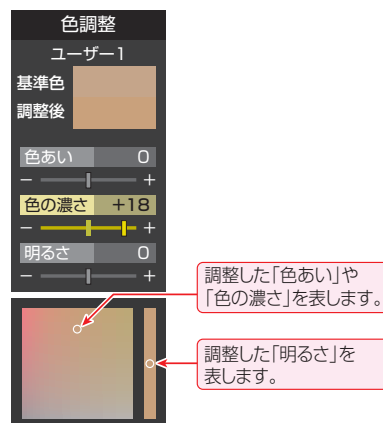 色調整
ユーザー1
基準色
調整後
色あい 0
− +
色の濃さ +18
− +
明るさ 0
− +
調整した「色あい」や
「色の濃さ」を表します。
調整した「明るさ」を
表します。